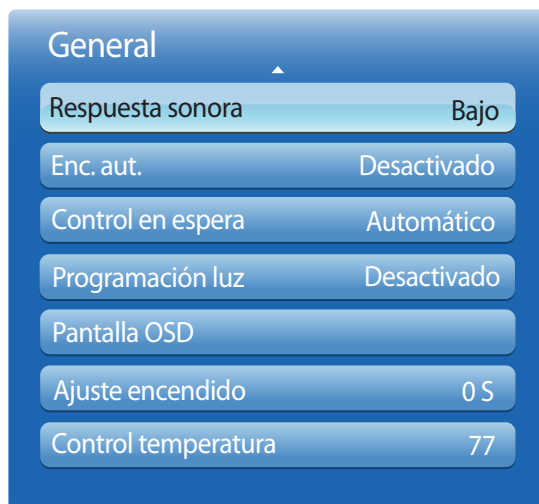 General
Respuesta sonora Bajo
Enc. aut. Desactivado
Control en espera Automático
Programación luz Desactivado
Pantalla OSD
Ajuste encendido 0 S
Control temperatura 77